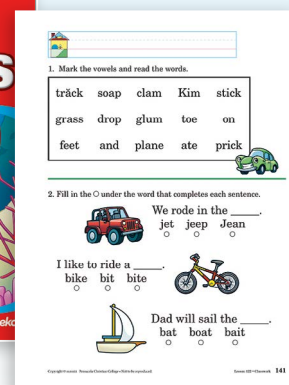 1. Mark the vowels and read the words.
trăck soap clam Kim stick
grass drop glum toe on
feet and plane ate prick
2. Fill in the O under the word that completes each sentence.
We rode in the _____.
jet jeep Jean
I like to ride a _____.
bike bit bite
Dad will sail the _____.
bat boat bait
141